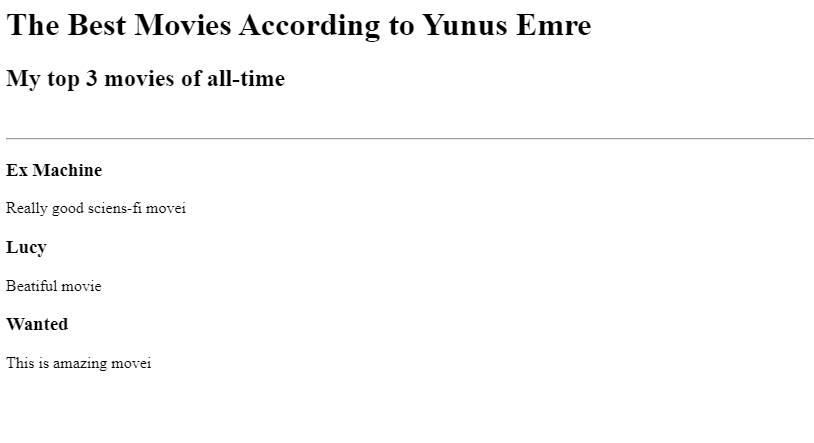 The Best Movies According to Yunus Emre
My top 3 movies of all-time
Ex Machine
Really good sciens-fi movei
Lucy
Beatiful movie
Wanted
This is amazing movei